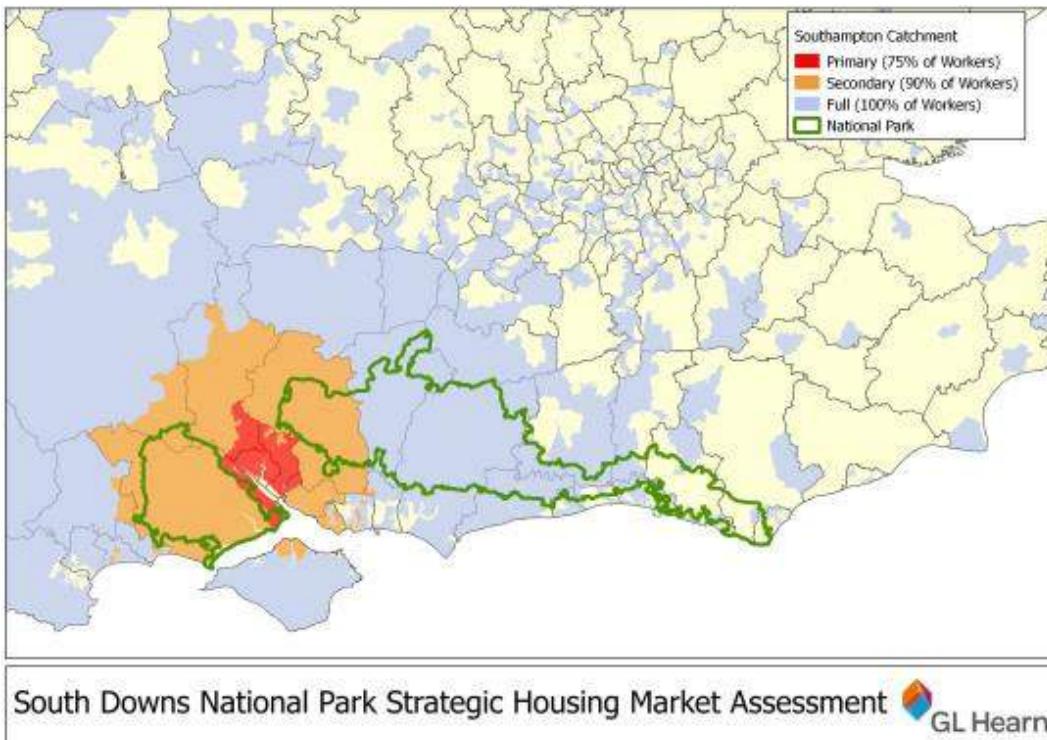 Southampton Catchment
Primary (75% of Workers)
Secondary (90% of Workers)
Full (100% of Workers)
National Park
South Downs National Park Strategic Housing Market Assessment
GL Hearn